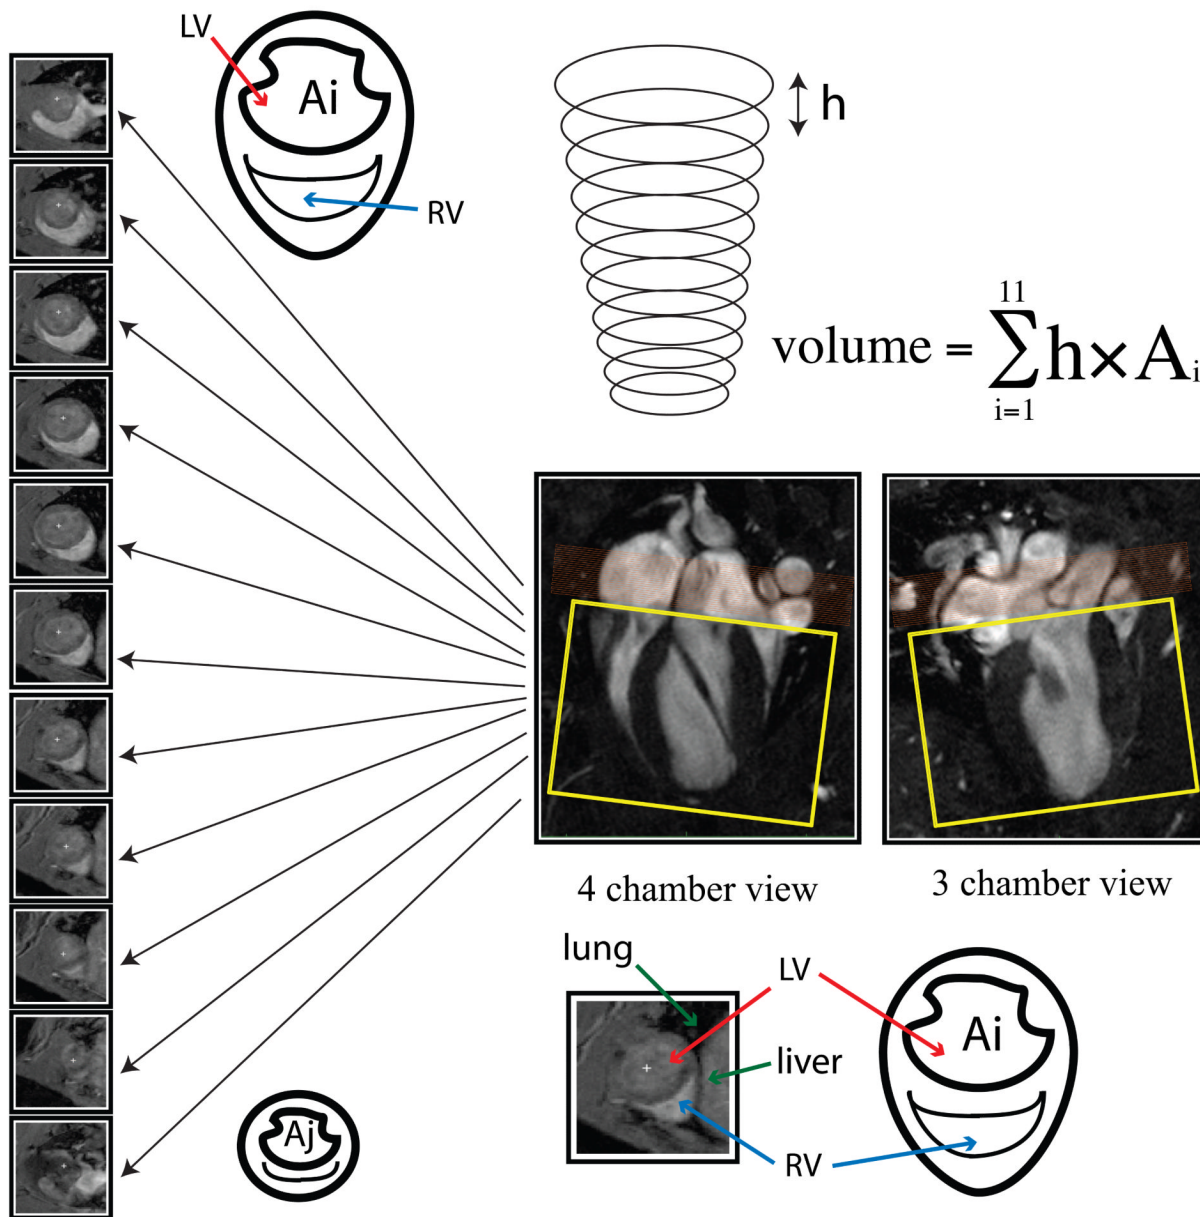 LV
Ai
RV
h
11
volume = ∑ h×Ai
i=1
4 chamber view
3 chamber view
lung
LV
Ai
liver
RV
Aj